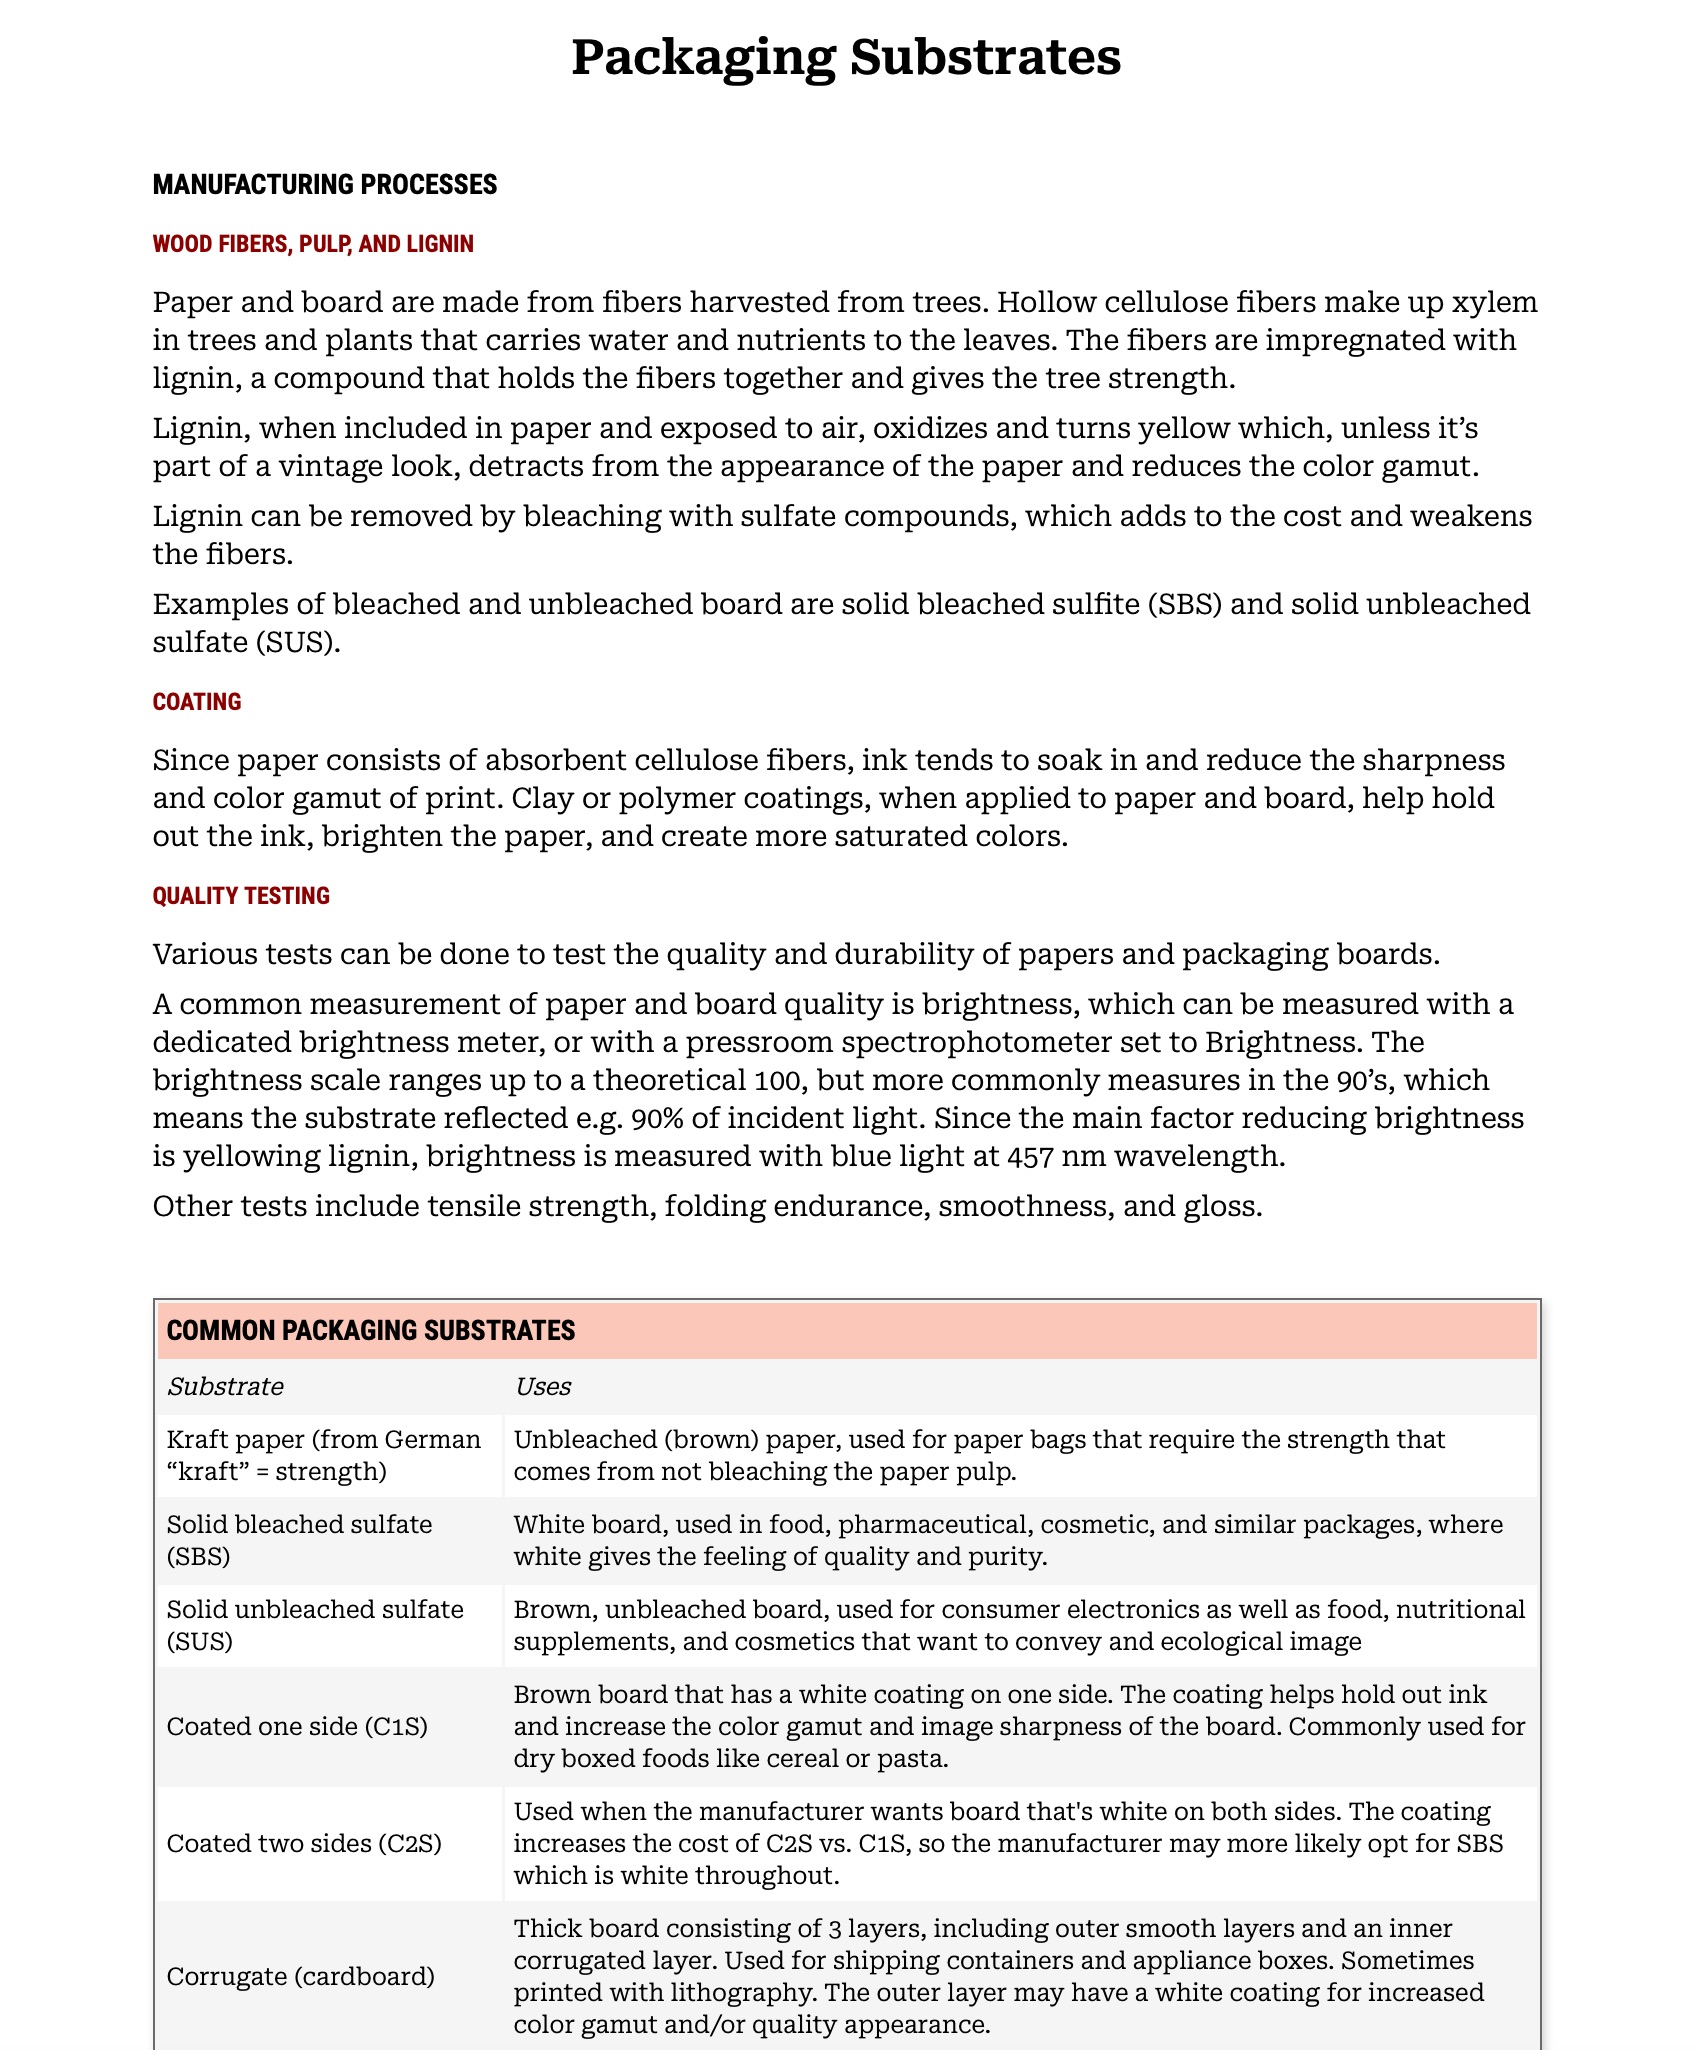 Packaging Substrates
MANUFACTURING PROCESSES
WOOD FIBERS, PULP, AND LIGNIN
Paper and board are made from fibers harvested from trees. Hollow cellulose fibers make up xylem
in trees and plants that carries water and nutrients to the leaves. The fibers are impregnated with
lignin, a compound that holds the fibers together and gives the tree strength.
Lignin, when included in paper and exposed to air, oxidizes and turns yellow which, unless it’s
part of a vintage look, detracts from the appearance of the paper and reduces the color gamut.
Lignin can be removed by bleaching with sulfate compounds, which adds to the cost and weakens
the fibers.
Examples of bleached and unbleached board are solid bleached sulfite (SBS) and solid unbleached
sulfate (SUS).
COATING
Since paper consists of absorbent cellulose fibers, ink tends to soak in and reduce the sharpness
and color gamut of print. Clay or polymer coatings, when applied to paper and board, help hold
out the ink, brighten the paper, and create more saturated colors.
QUALITY TESTING
Various tests can be done to test the quality and durability of papers and packaging boards.
A common measurement of paper and board quality is brightness, which can be measured with a
dedicated brightness meter, or with a pressroom spectrophotometer set to Brightness. The
brightness scale ranges up to a theoretical 100, but more commonly measures in the 90’s, which
means the substrate reflected e.g. 90% of incident light. Since the main factor reducing brightness
is yellowing lignin, brightness is measured with blue light at 457 nm wavelength.
Other tests include tensile strength, folding endurance, smoothness, and gloss.
COMMON PACKAGING SUBSTRATES
Substrate Uses
Kraft paper (from German
“kraft” = strength)
Unbleached (brown) paper, used for paper bags that require the strength that
comes from not bleaching the paper pulp.
Solid bleached sulfate
(SBS)
White board, used in food, pharmaceutical, cosmetic, and similar packages, where
white gives the feeling of quality and purity.
Solid unbleached sulfate
(SUS)
Brown, unbleached board, used for consumer electronics as well as food, nutritional
supplements, and cosmetics that want to convey and ecological image
Coated one side (C1S)
Brown board that has a white coating on one side. The coating helps hold out ink
and increase the color gamut and image sharpness of the board. Commonly used for
dry boxed foods like cereal or pasta.
Coated two sides (C2S)
Used when the manufacturer wants board that's white on both sides. The coating
increases the cost of C2S vs. C1S, so the manufacturer may more likely opt for SBS
which is white throughout.
Corrugate (cardboard)
Thick board consisting of 3 layers, including outer smooth layers and an inner
corrugated layer. Used for shipping containers and appliance boxes. Sometimes
printed with lithography. The outer layer may have a white coating for increased
color gamut and/or quality appearance.